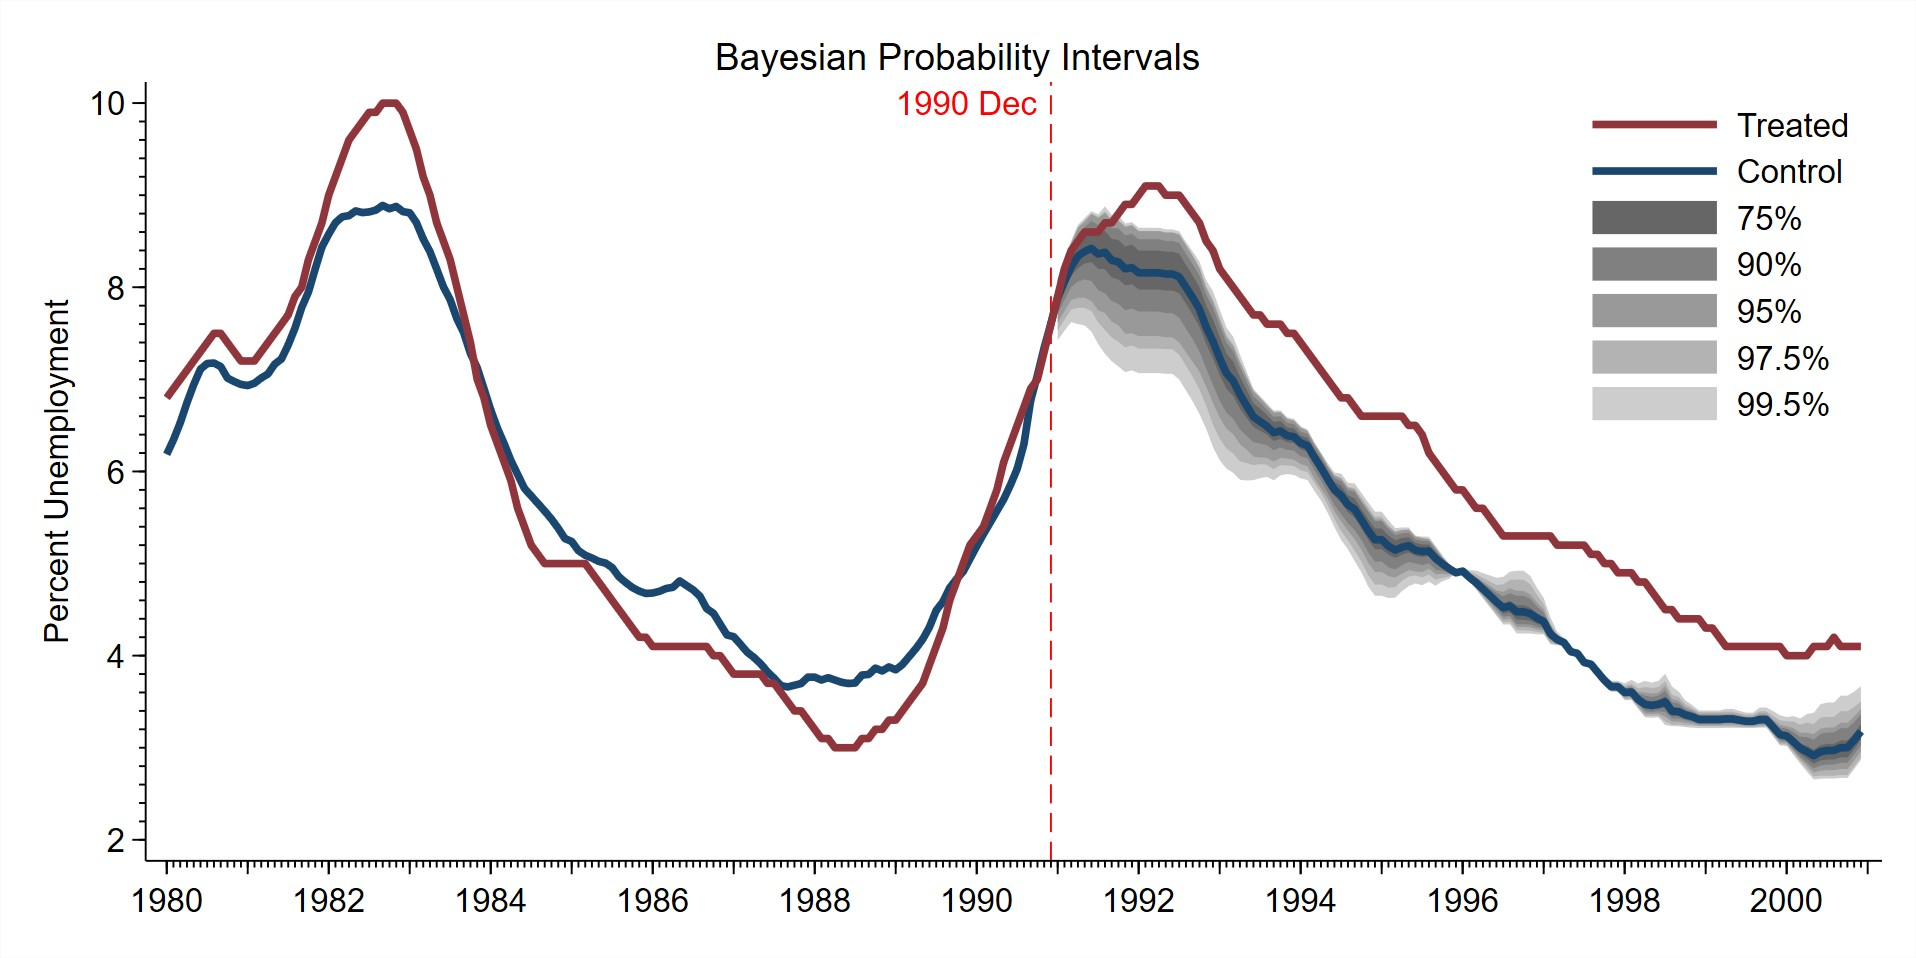 Bayesian Probability Intervals
1990 Dec
Treated
Control
75%
90%
95%
97.5%
99.5%
Percent Unemployment
10
8
6
4
2
1980 1982 1984 1986 1988 1990 1992 1994 1996 1998 2000